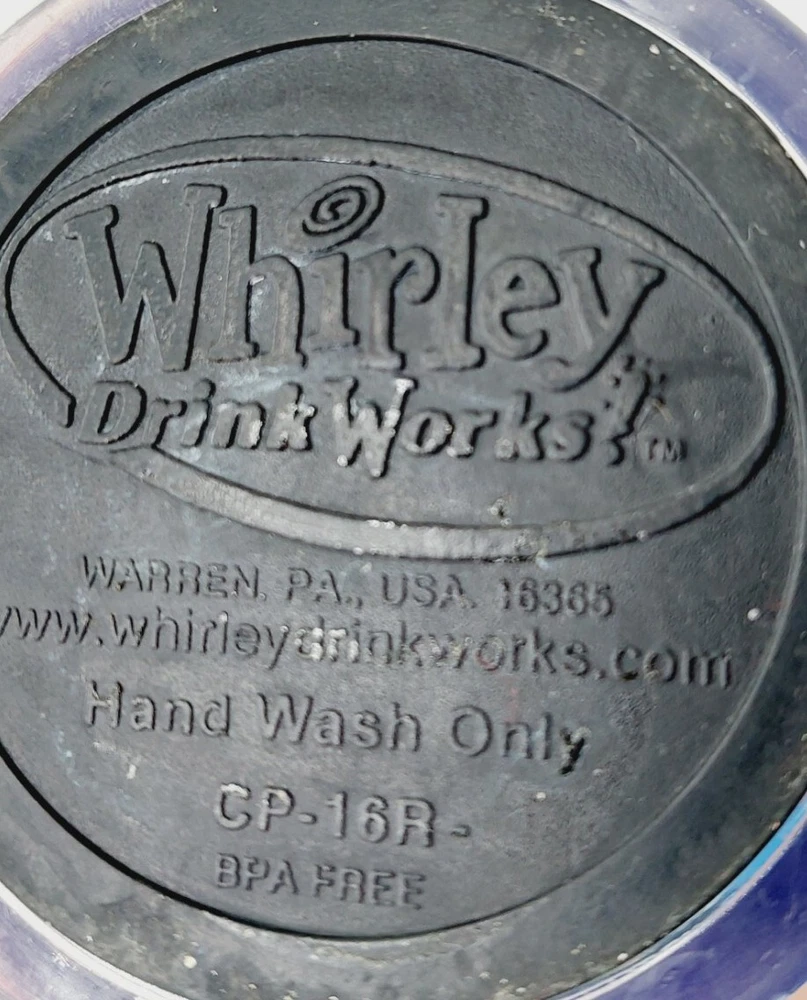 Whirley
DrinkWorks! TM
WARREN, PA., USA. 16365
www.whirleydrinkworks.com
Hand Wash Only
CP-16R-
BPA FREE